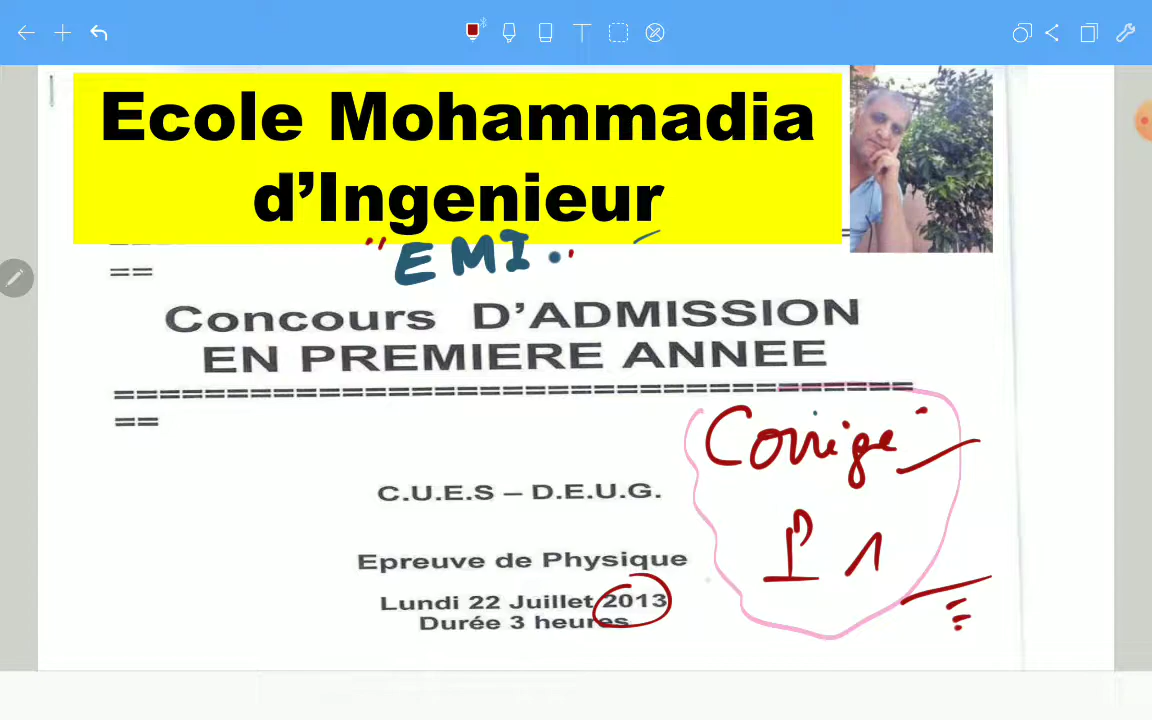 Ecole Mohammadia
d'Ingenieur
"EMI."
==
Concours D'ADMISSION
EN PREMIERE ANNEE
===================================
==
Corrigé
P 1
C.U.E.S – D.E.U.G.
Epreuve de Physique
Lundi 22 Juillet 2013
Durée 3 heures